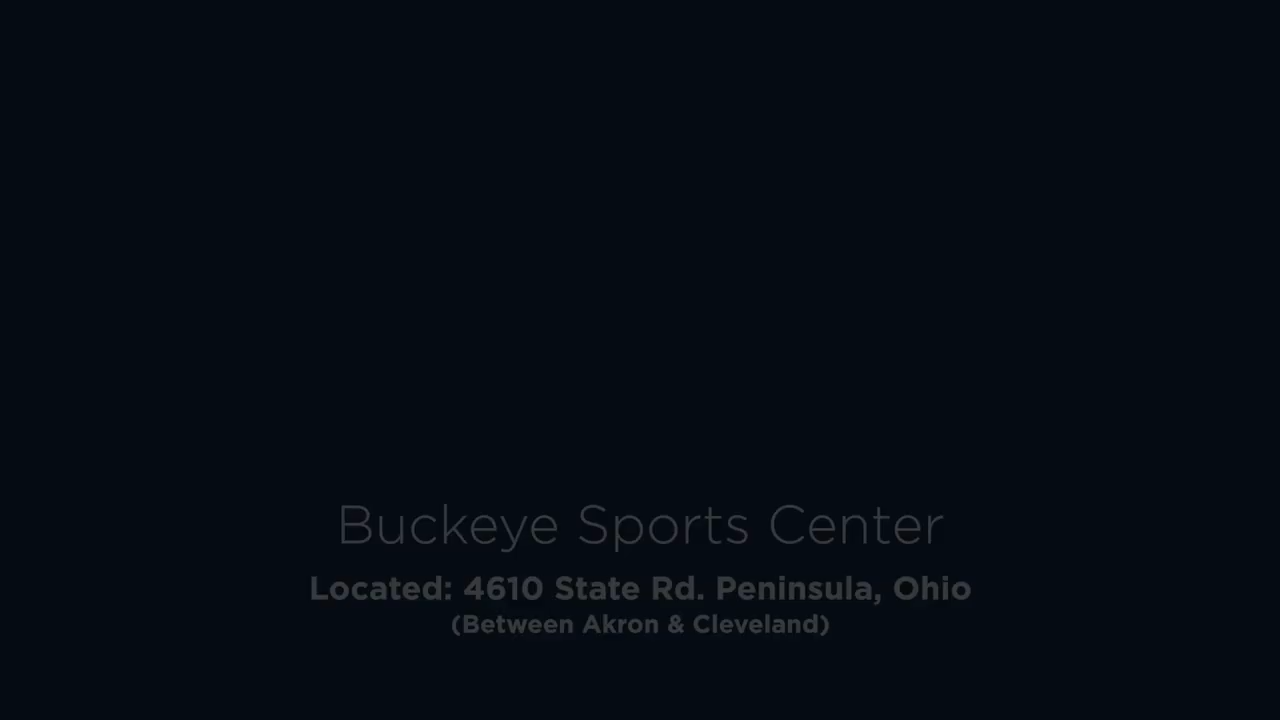 Buckeye Sports Center
Located: 4610 State Rd. Peninsula, Ohio
(Between Akron & Cleveland)